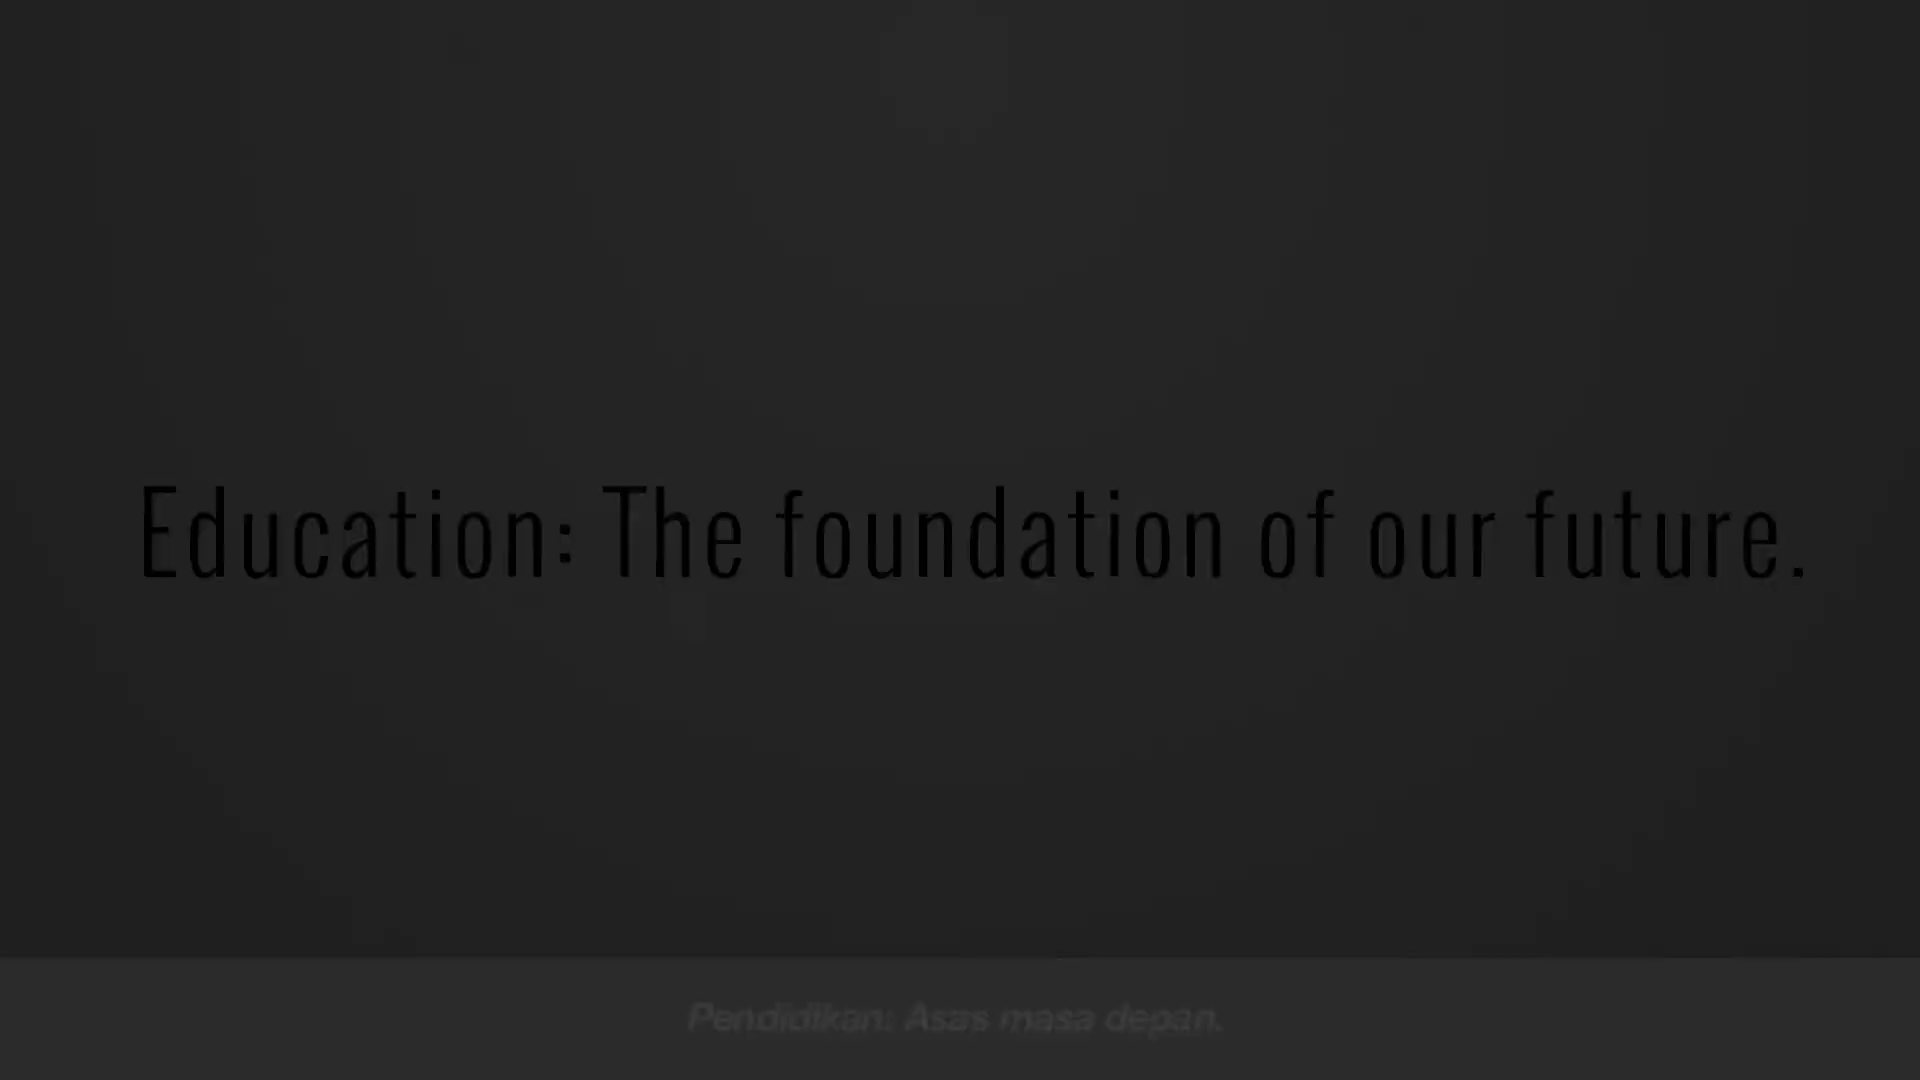 Education: The foundation of our future.
Pendidikan: Asas masa depan.